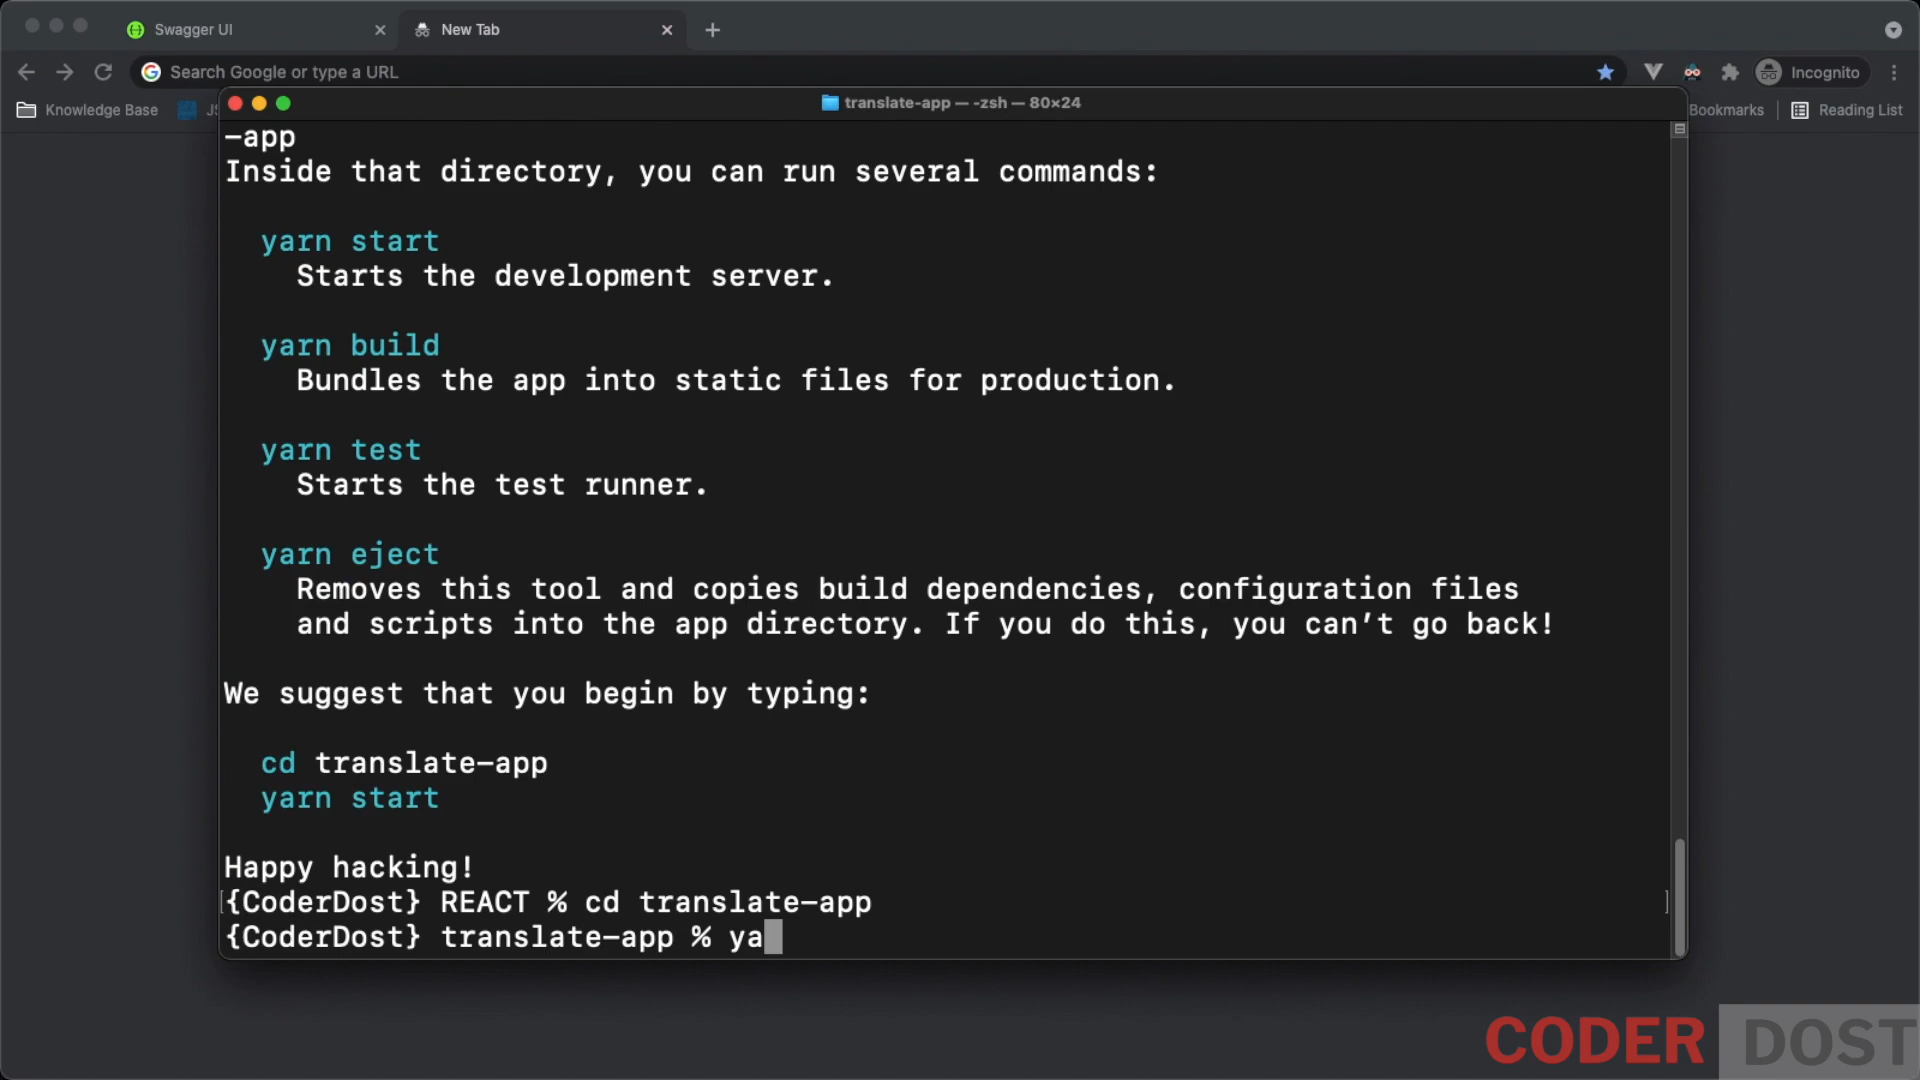 Swagger UI
New Tab
Search Google or type a URL
Incognito
Knowledge Base
JS
Bookmarks
Reading List
translate-app — -zsh — 80×24
-app
Inside that directory, you can run several commands:
yarn start
Starts the development server.
yarn build
Bundles the app into static files for production.
yarn test
Starts the test runner.
yarn eject
Removes this tool and copies build dependencies, configuration files
and scripts into the app directory. If you do this, you can’t go back!
We suggest that you begin by typing:
cd translate-app
yarn start
Happy hacking!
[{CoderDost} REACT % cd translate-app ]
{CoderDost} translate-app % ya
CODER DOST